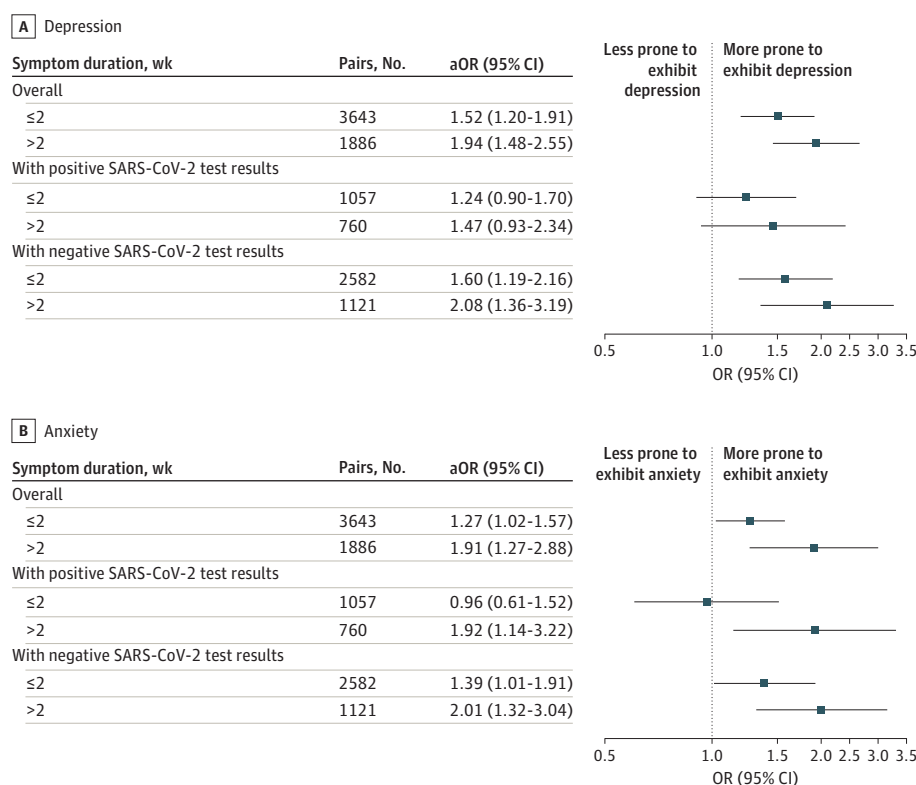 A Depression
Symptom duration, wk Pairs, No. aOR (95% CI)
Less prone to exhibit depression
More prone to exhibit depression
Overall
≤2 3643 1.52 (1.20-1.91)
>2 1886 1.94 (1.48-2.55)
With positive SARS-CoV-2 test results
≤2 1057 1.24 (0.90-1.70)
>2 760 1.47 (0.93-2.34)
With negative SARS-CoV-2 test results
≤2 2582 1.60 (1.19-2.16)
>2 1121 2.08 (1.36-3.19)
0.5 1.0 1.5 2.0 2.5 3.0 3.5
OR (95% CI)
B Anxiety
Symptom duration, wk Pairs, No. aOR (95% CI)
Less prone to exhibit anxiety
More prone to exhibit anxiety
Overall
≤2 3643 1.27 (1.02-1.57)
>2 1886 1.91 (1.27-2.88)
With positive SARS-CoV-2 test results
≤2 1057 0.96 (0.61-1.52)
>2 760 1.92 (1.14-3.22)
With negative SARS-CoV-2 test results
≤2 2582 1.39 (1.01-1.91)
>2 1121 2.01 (1.32-3.04)
0.5 1.0 1.5 2.0 2.5 3.0 3.5
OR (95% CI)